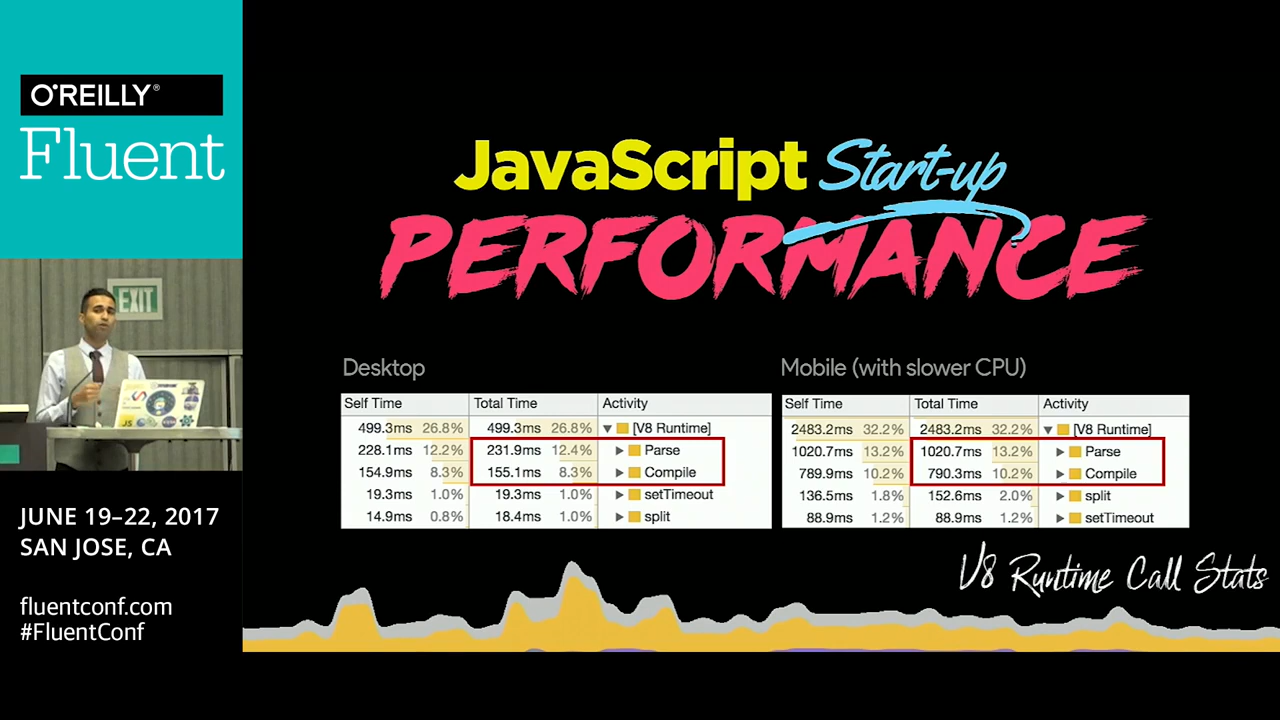 O'REILLY®
Fluent
EXIT
JS
JUNE 19–22, 2017
SAN JOSE, CA
fluentconf.com
#FluentConf
JavaScript Start-up
PERFORMANCE
Desktop
Self Time Total Time Activity
499.3ms 26.8% 499.3ms 26.8% ▼ [V8 Runtime]
228.1ms 12.2% 231.9ms 12.4% ▶ Parse
154.9ms 8.3% 155.1ms 8.3% ▶ Compile
19.3ms 1.0% 19.3ms 1.0% ▶ setTimeout
14.9ms 0.8% 18.4ms 1.0% ▶ split
Mobile (with slower CPU)
Self Time Total Time Activity
2483.2ms 32.2% 2483.2ms 32.2% ▼ [V8 Runtime]
1020.7ms 13.2% 1020.7ms 13.2% ▶ Parse
789.9ms 10.2% 790.3ms 10.2% ▶ Compile
136.5ms 1.8% 152.6ms 2.0% ▶ split
88.9ms 1.2% 88.9ms 1.2% ▶ setTimeout
V8 Runtime Call Stats